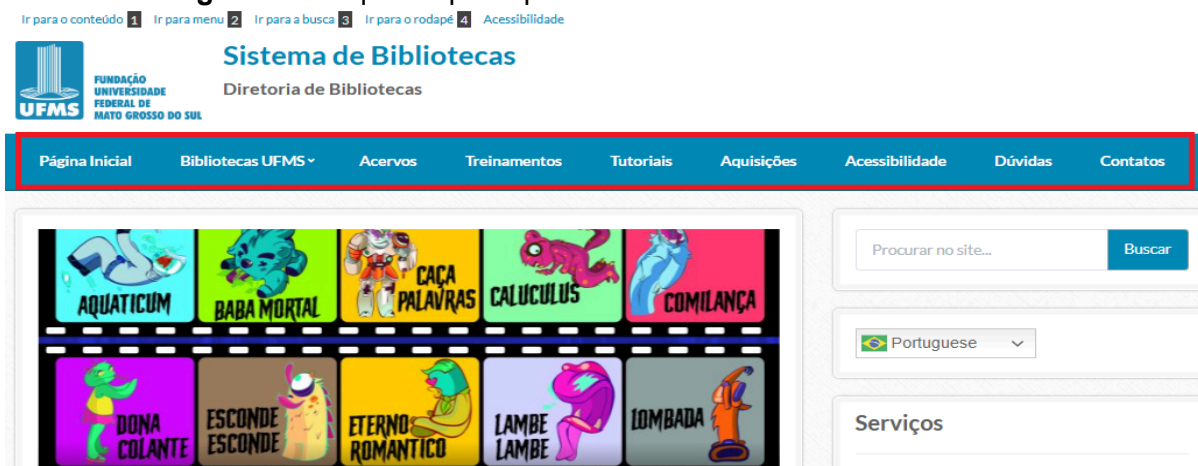 Ir para o conteúdo 1 Ir para menu 2 Ir para a busca 3 Ir para o rodapé 4 Acessibilidade
Sistema de Bibliotecas
Diretoria de Bibliotecas
UFMS
FUNDAÇÃO
UNIVERSIDADE
FEDERAL DE
MATO GROSSO DO SUL
Página Inicial Bibliotecas UFMS Acervos Treinamentos Tutoriais Aquisições Acessibilidade Dúvidas Contatos
AQUATICUM
BABA MORTAL
CAÇA
PALAVRAS
CALUCULUS
COMILANÇA
DONA
COLANTE
ESCONDE
ESCONDE
ETERNO
ROMANTICO
LAMBE
LAMBE
LOMBADA
Procurar no site... Buscar
Portuguese
Serviços